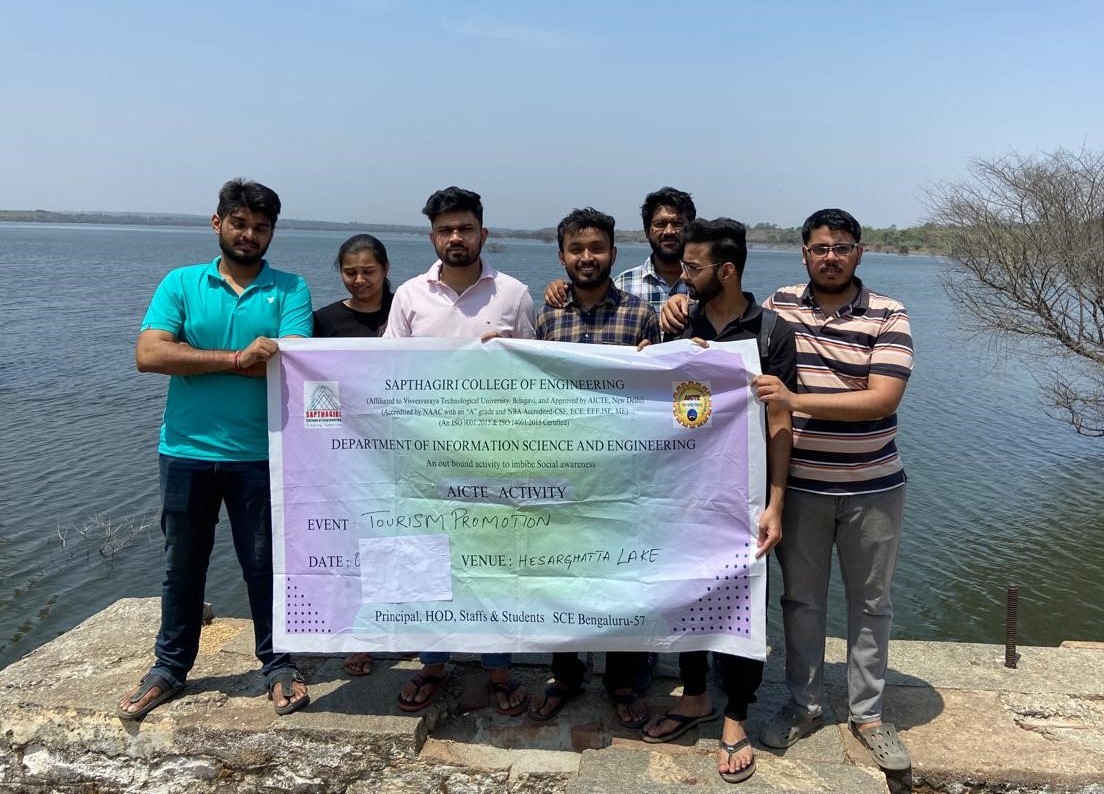 SAPTHAGIRI COLLEGE OF ENGINEERING
(Affiliated to Visvesvaraya Technological University, Belagavi, and Approved by AICTE, New Delhi)
(Accredited by NAAC with an "A" grade and NBA Accredited-CSE, ECE, EEE, ISE, ME)
(An ISO 9001:2015 & ISO 14001:2015 Certified)
SAPTHAGIRI
AICTE
DEPARTMENT OF INFORMATION SCIENCE AND ENGINEERING
An out bound activity to imbibe Social awareness
AICTE ACTIVITY
EVENT TOURISM PROMOTION
DATE: VENUE: HESARGHATTA LAKE
Principal, HOD, Staffs & Students SCE Bengaluru-57